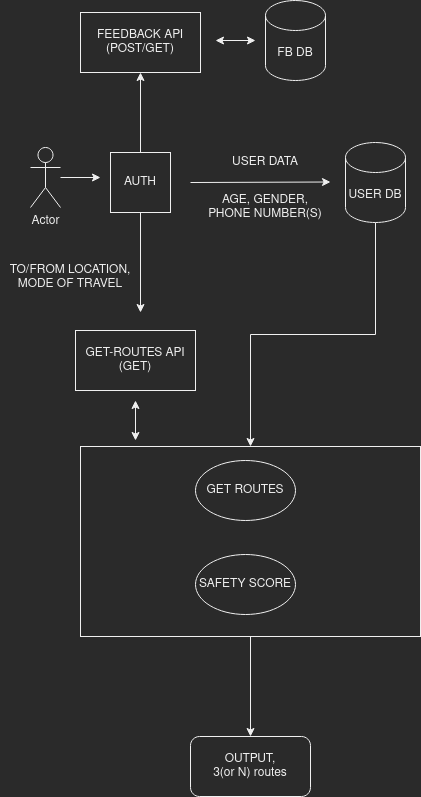 FEEDBACK API
(POST/GET)
FB DB
USER DATA
AUTH
AGE, GENDER,
PHONE NUMBER(S)
USER DB
Actor
TO/FROM LOCATION,
MODE OF TRAVEL
GET-ROUTES API
(GET)
GET ROUTES
SAFETY SCORE
OUTPUT,
3(or N) routes